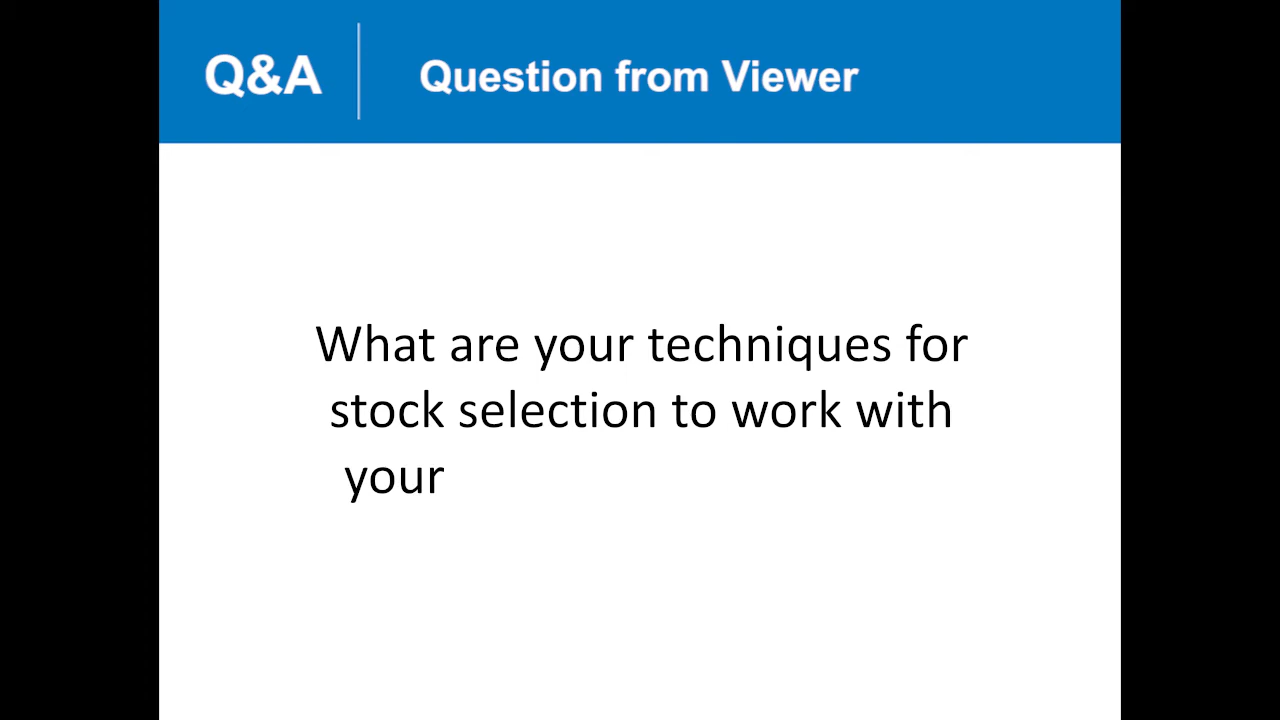 Q&A
Question from Viewer
What are your techniques for
stock selection to work with
your